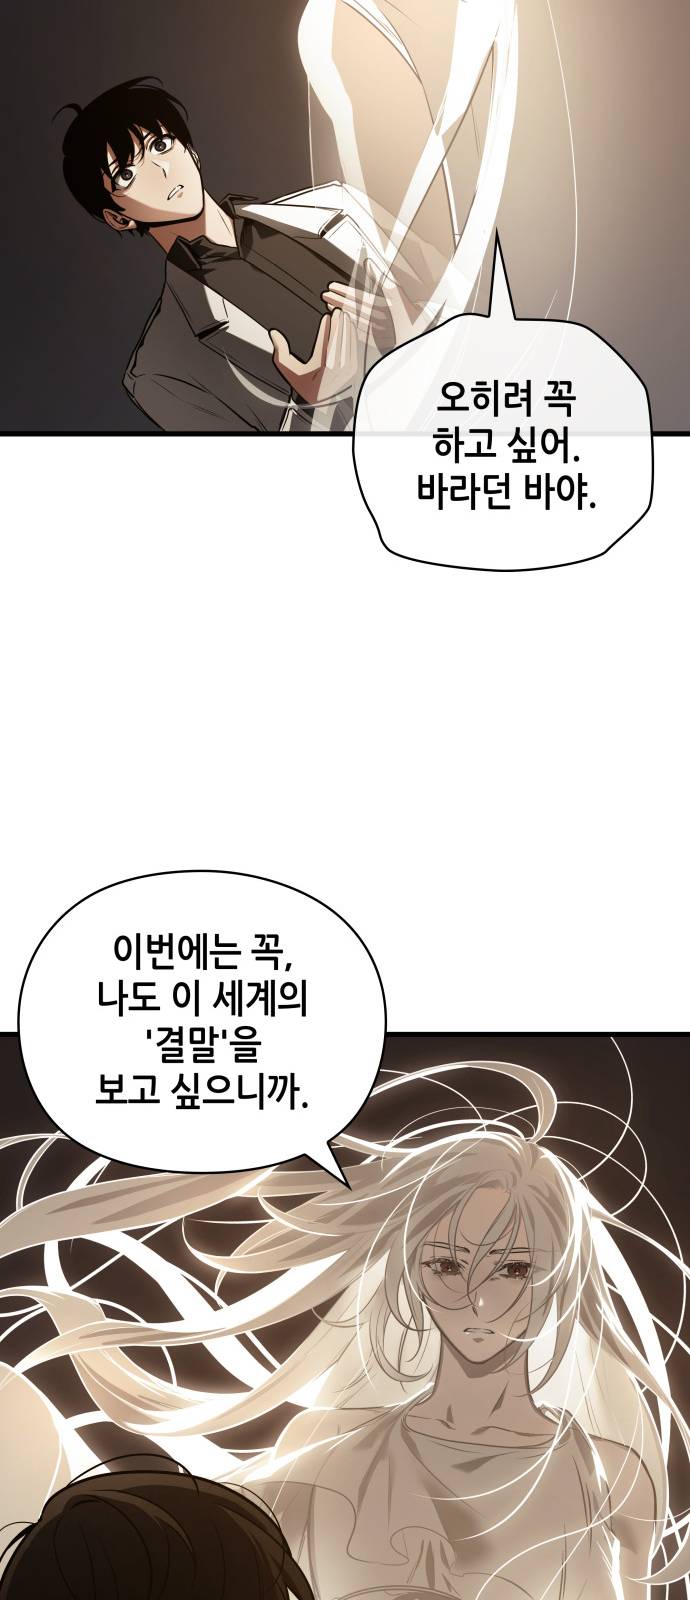 오히려 꼭
하고 싶어.
바라던 바야.
이번에는 꼭,
나도 이 세계의
'결말'을
보고 싶으니까.